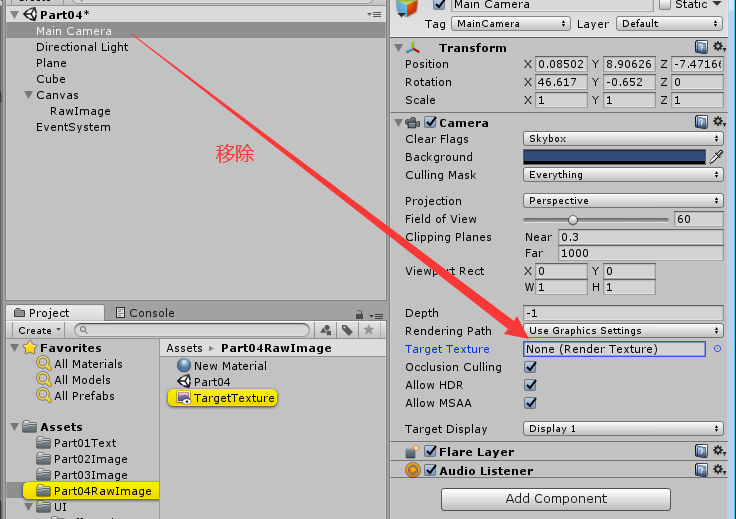 Create
Part04*
Main Camera
Directional Light
Plane
Cube
Canvas
RawImage
EventSystem
移除
Project
Console
Create
Favorites
All Materials
All Models
All Prefabs
Assets
Part01Text
Part02Image
Part03Image
Part04RawImage
UI
Assets ▸ Part04RawImage
New Material
Part04
TargetTexture
Main Camera Static
Tag MainCamera Layer Default
Transform
Position X 0.08502 Y 8.90626 Z -7.4716
Rotation X 46.617 Y -0.652 Z 0
Scale X 1 Y 1 Z 1
Camera
Clear Flags Skybox
Background
Culling Mask Everything
Projection Perspective
Field of View 60
Clipping Planes Near 0.3
Far 1000
Viewport Rect X 0 Y 0
W 1 H 1
Depth -1
Rendering Path Use Graphics Settings
Target Texture None (Render Texture)
Occlusion Culling
Allow HDR
Allow MSAA
Target Display Display 1
Flare Layer
Audio Listener
Add Component